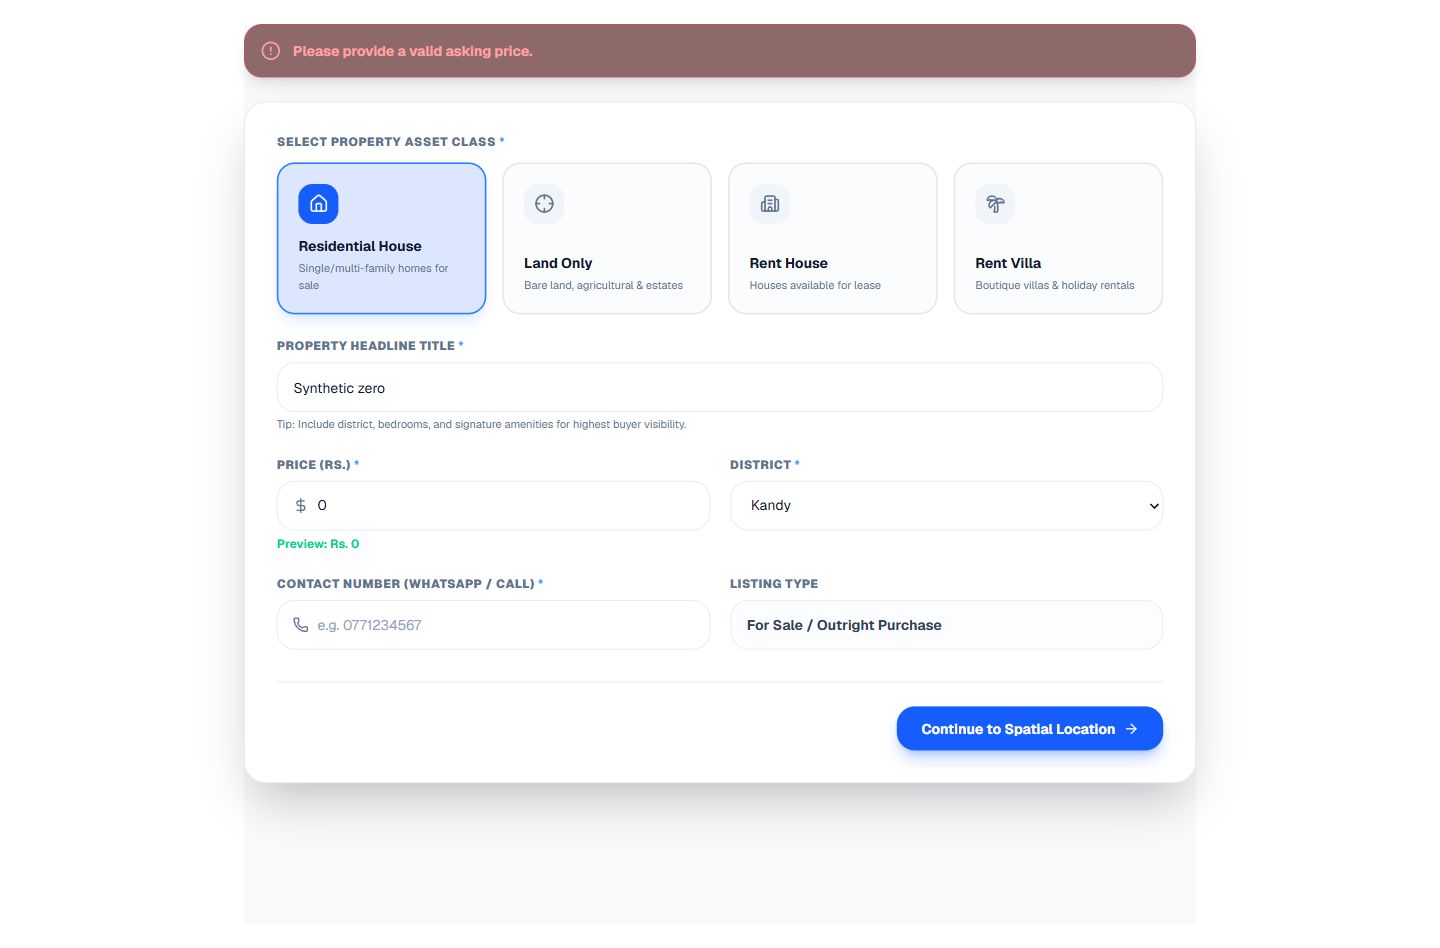 Please provide a valid asking price.
SELECT PROPERTY ASSET CLASS *
Residential House
Single/multi-family homes for
sale
Land Only
Bare land, agricultural & estates
Rent House
Houses available for lease
Rent Villa
Boutique villas & holiday rentals
PROPERTY HEADLINE TITLE *
Synthetic zero
Tip: Include district, bedrooms, and signature amenities for highest buyer visibility.
PRICE (RS.) *
$ 0
Preview: Rs. 0
DISTRICT *
Kandy
CONTACT NUMBER (WHATSAPP / CALL) *
e.g. 0771234567
LISTING TYPE
For Sale / Outright Purchase
Continue to Spatial Location →